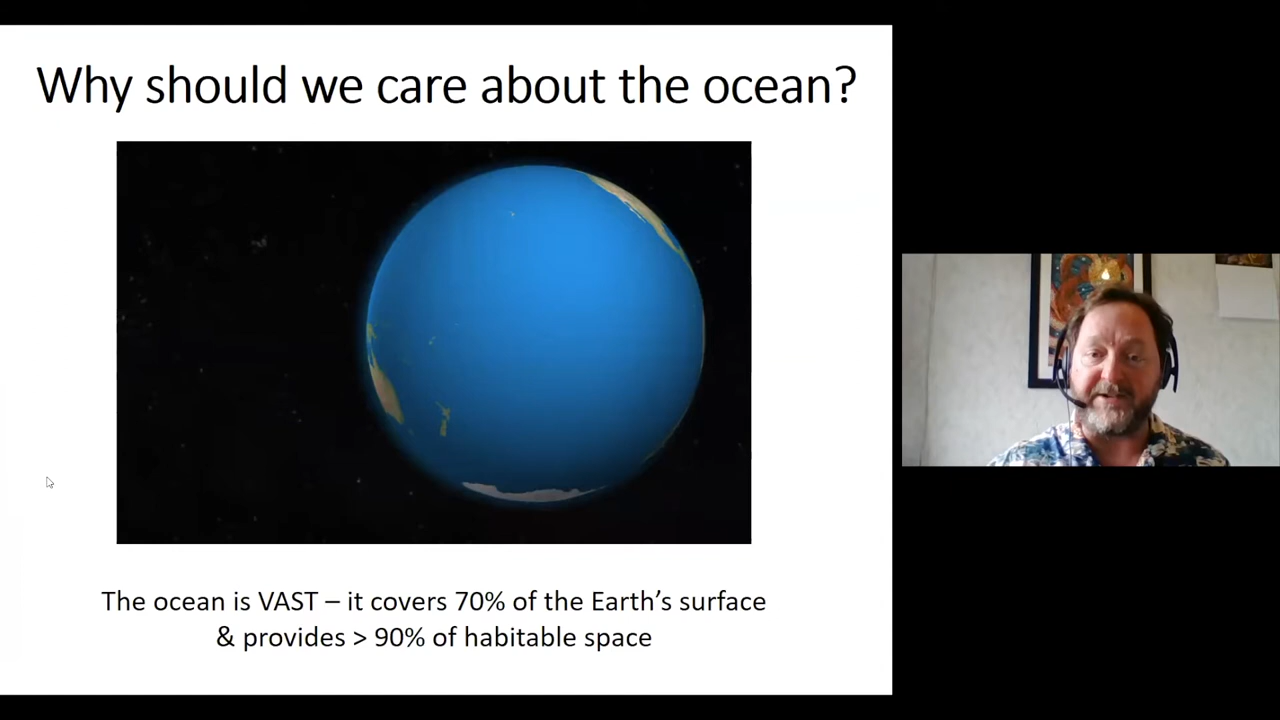 Why should we care about the ocean?
The ocean is VAST – it covers 70% of the Earth’s surface
& provides > 90% of habitable space